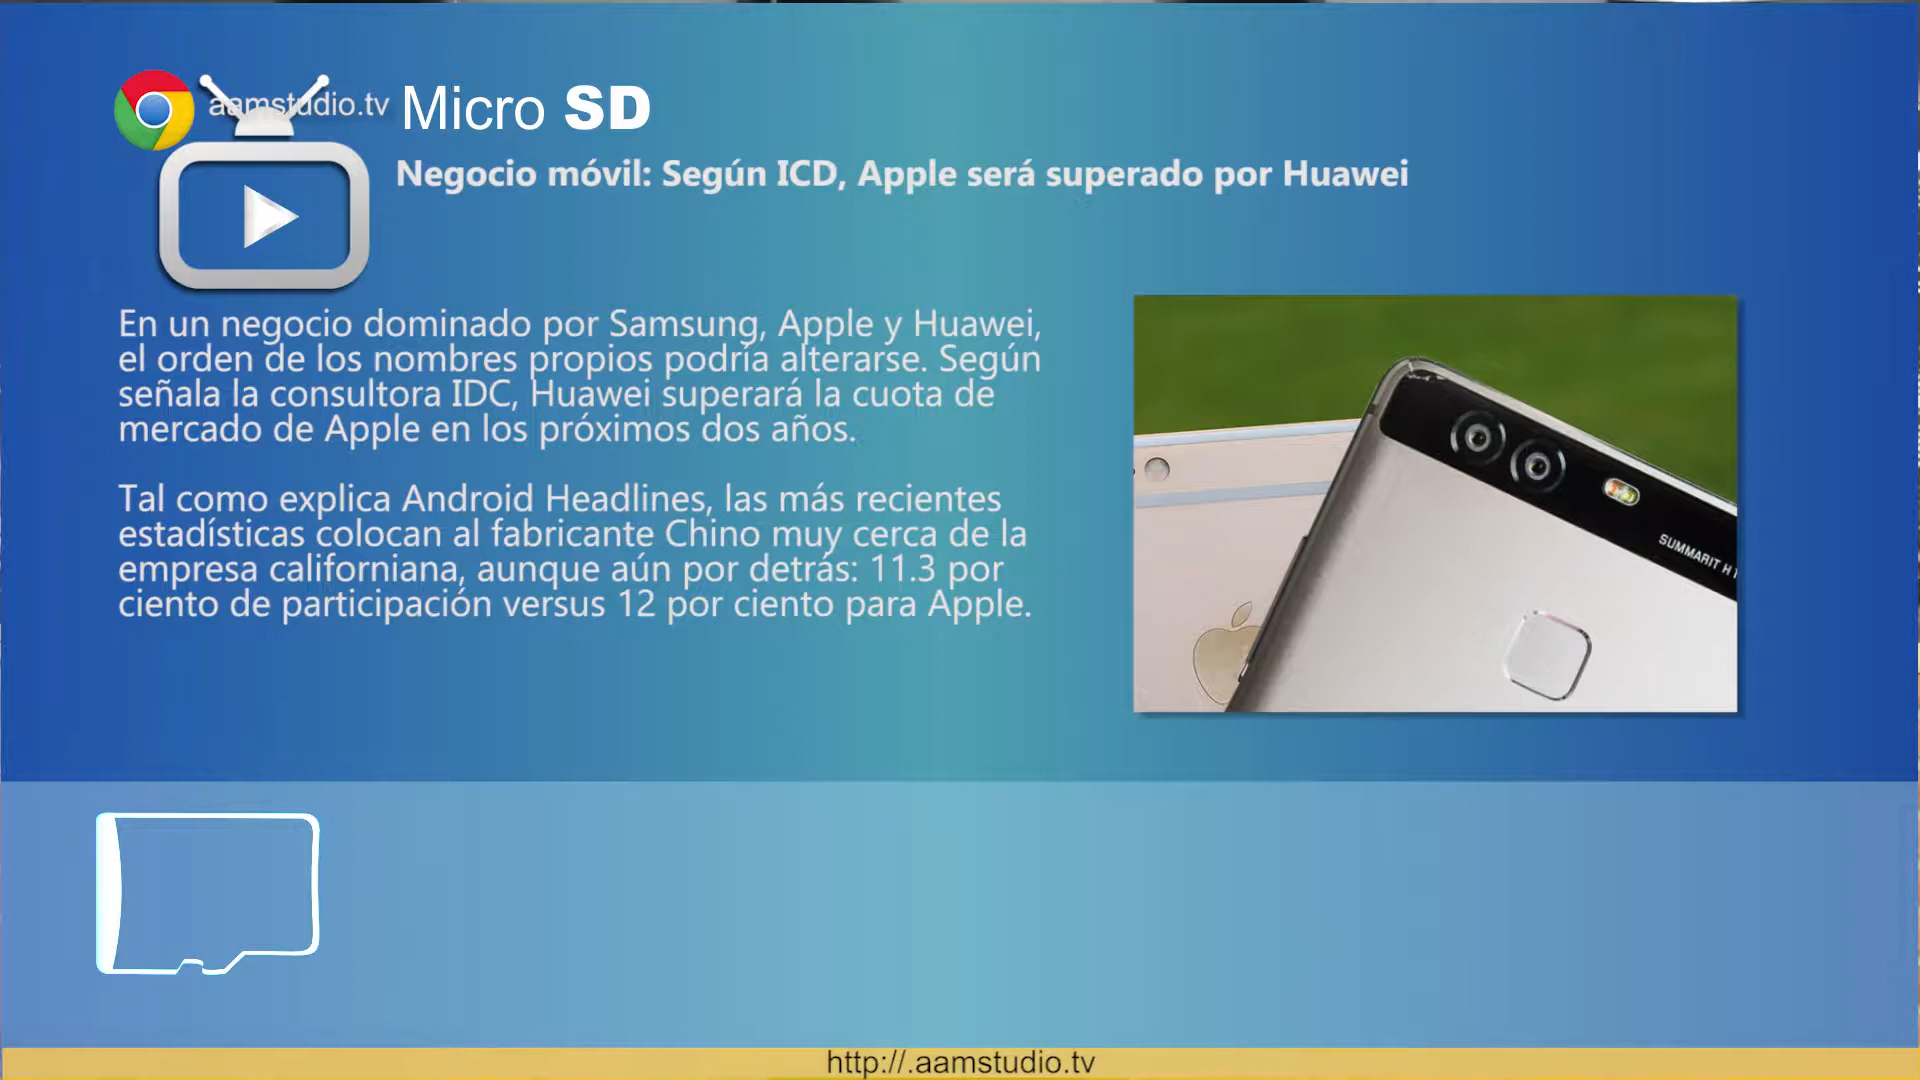 aamstudio.tv Micro SD
Negocio móvil: Según ICD, Apple será superado por Huawei
En un negocio dominado por Samsung, Apple y Huawei,
el orden de los nombres propios podría alterarse. Según
señala la consultora IDC, Huawei superará la cuota de
mercado de Apple en los próximos dos años.
Tal como explica Android Headlines, las más recientes
estadísticas colocan al fabricante Chino muy cerca de la
empresa californiana, aunque aún por detrás: 11.3 por
ciento de participación versus 12 por ciento para Apple.
SUMMARIT H
http://.aamstudio.tv